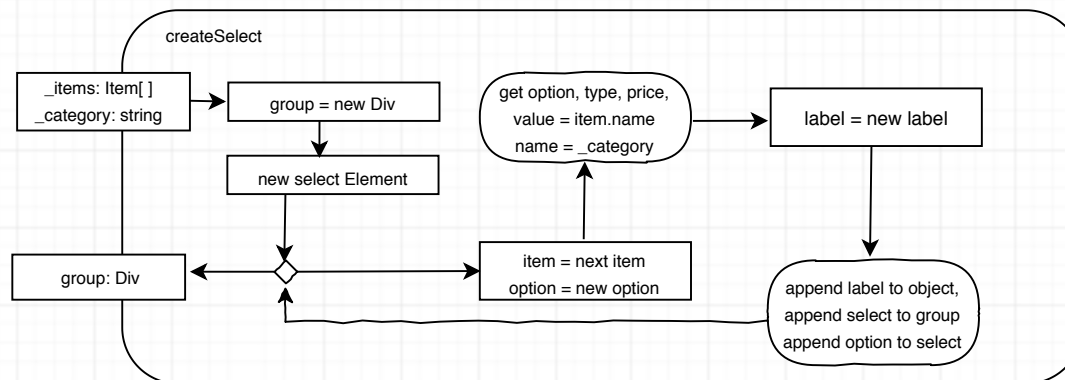 createSelect
_items: Item[ ]
_category: string
group = new Div
new select Element
group: Div
item = next item
option = new option
get option, type, price,
value = item.name
name = _category
label = new label
append label to object,
append select to group
append option to select